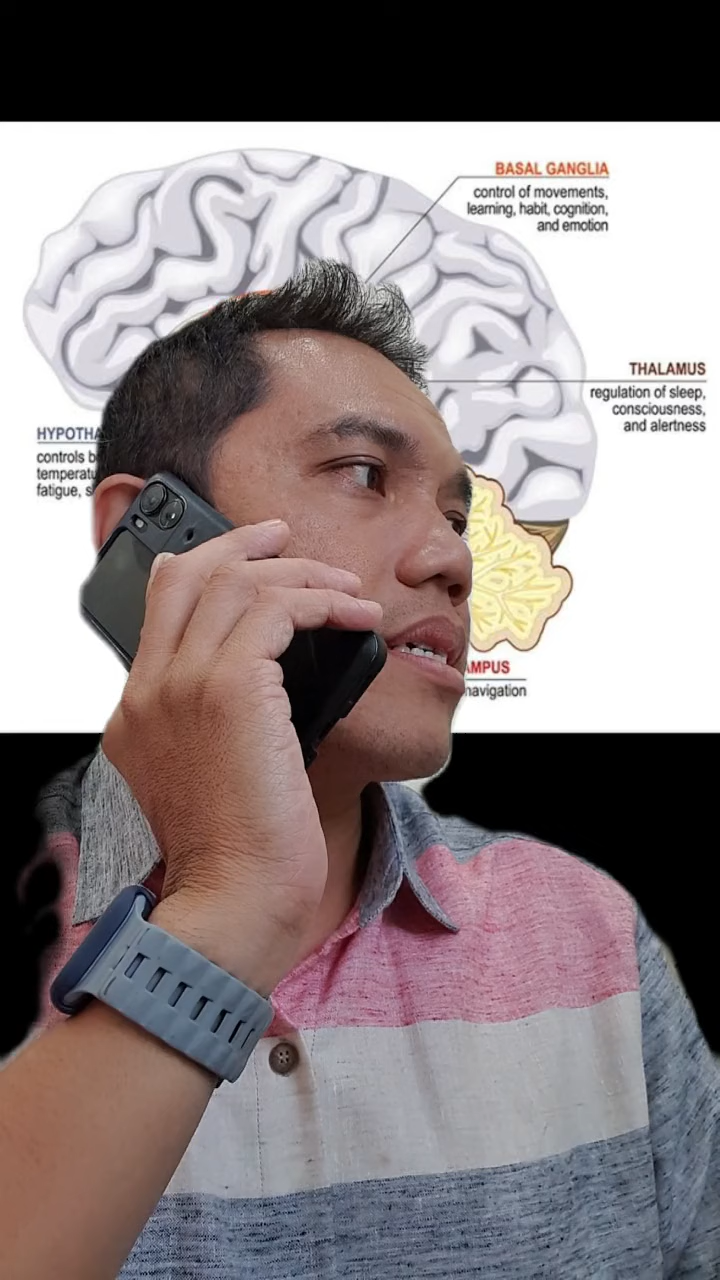 BASAL GANGLIA
control of movements,
learning, habit, cognition,
and emotion
THALAMUS
regulation of sleep,
consciousness,
and alertness
HYPOTHA
controls b
temperatu
fatigue, s
AMPUS
navigation